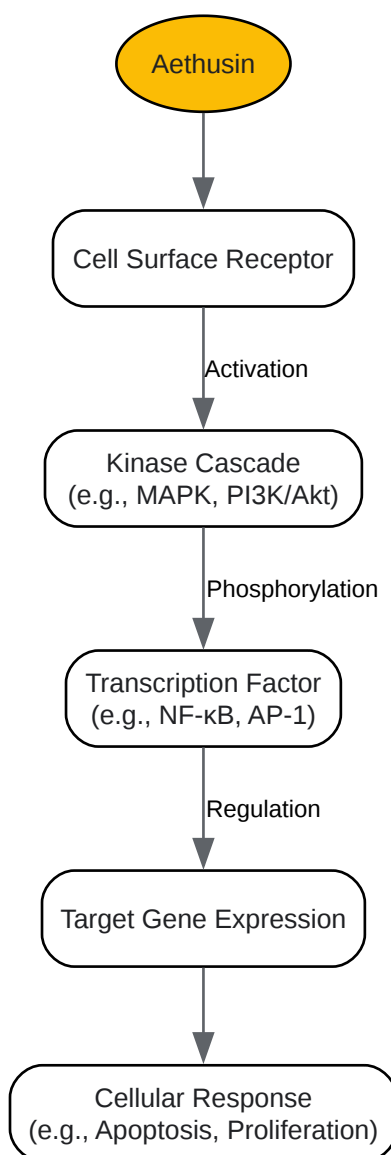 Aethusin
Cell Surface Receptor
Activation
Kinase Cascade
(e.g., MAPK, PI3K/Akt)
Phosphorylation
Transcription Factor
(e.g., NF-κB, AP-1)
Regulation
Target Gene Expression
Cellular Response
(e.g., Apoptosis, Proliferation)